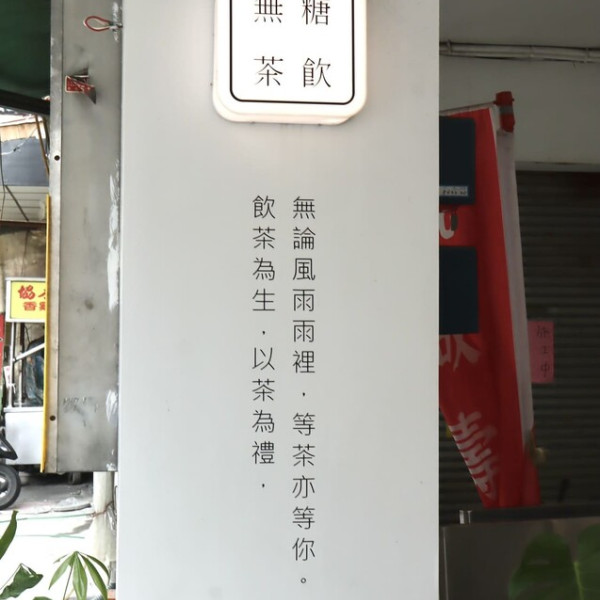 無糖
茶飲
飲茶為生，以茶為禮，
無論風雨雨裡，等茶亦等你。